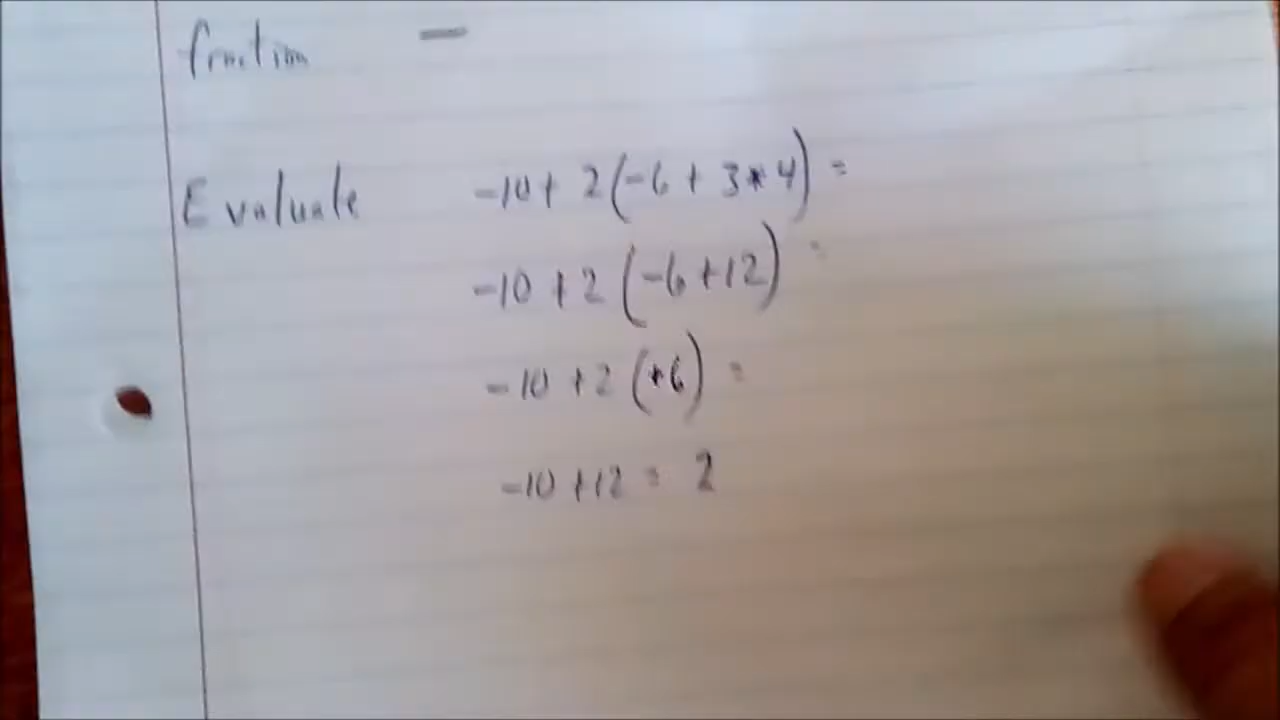 fraction —
Evaluate -10 + 2(-6 + 3*4) =
-10 + 2(-6 + 12) =
-10 + 2(+6) =
-10 + 12 = 2